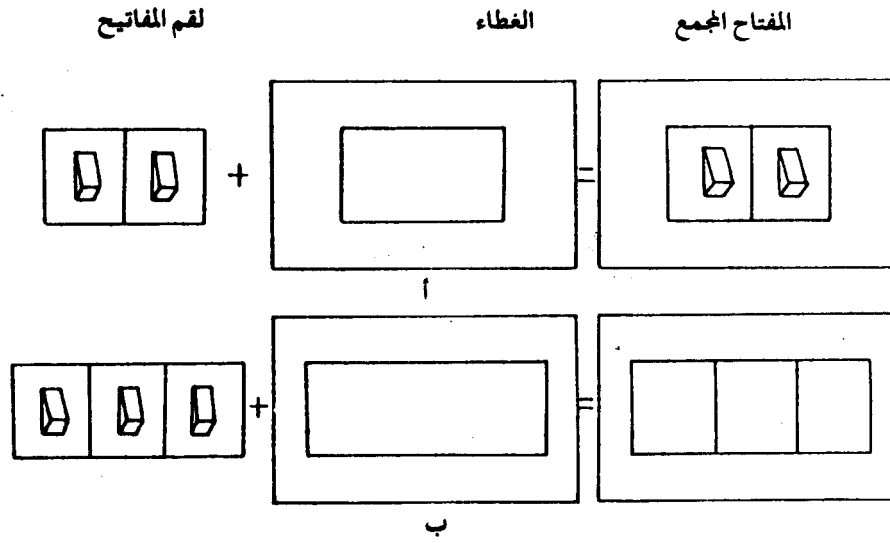 لقم المفاتيح الغطاء المفتاح المجمع
+ =
أ
+ =
ب